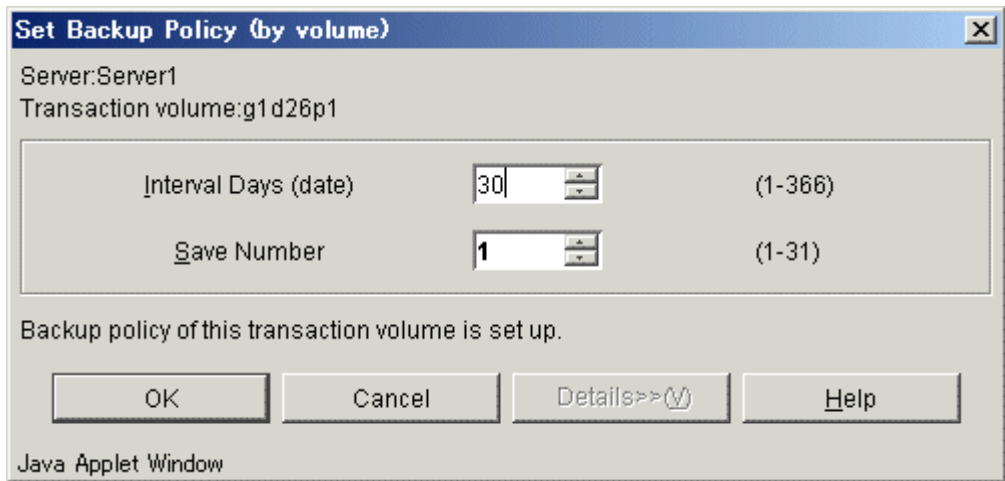 Set Backup Policy (by volume)
Server:Server1
Transaction volume:g1d26p1
Interval Days (date) 30 (1-366)
Save Number 1 (1-31)
Backup policy of this transaction volume is set up.
OK Cancel Details>>(V) Help
Java Applet Window